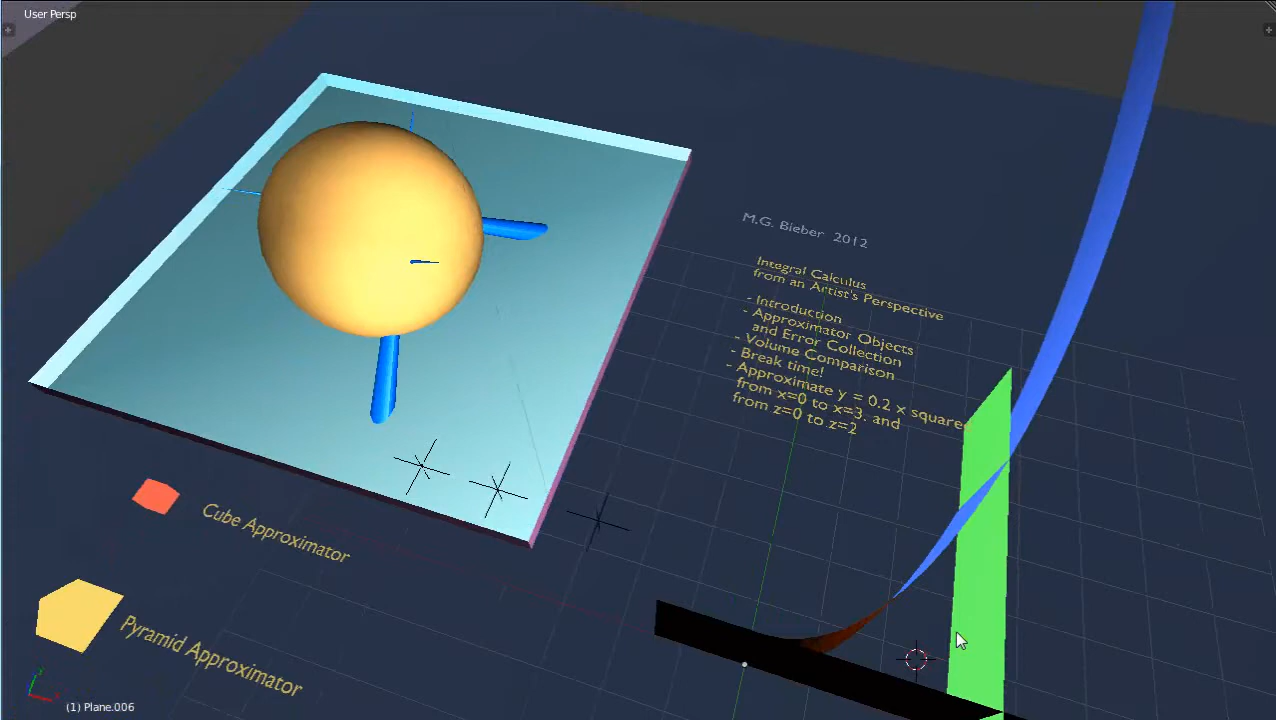 User Persp
M.G. Bieber 2012
Integral Calculus
from an Artist's Perspective
- Introduction
- Approximator Objects
and Error Collection
- Volume Comparison
- Break time!
- Approximate y = 0.2 x squared
from x=0 to x=3, and
from z=0 to z=2
Cube Approximator
Pyramid Approximator
(1) Plane.006